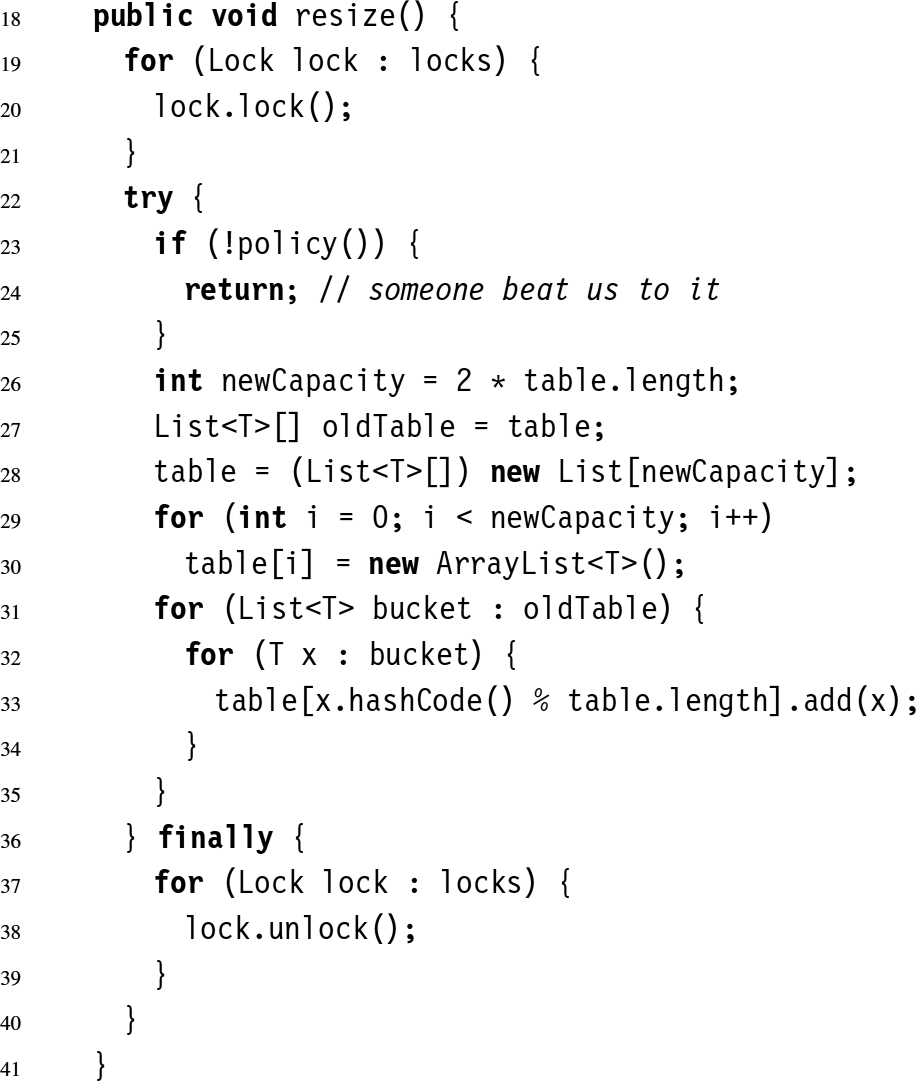 18 public void resize() {
19 for (Lock lock : locks) {
20 lock.lock();
21 }
22 try {
23 if (!policy()) {
24 return; // someone beat us to it
25 }
26 int newCapacity = 2 * table.length;
27 List<T>[] oldTable = table;
28 table = (List<T>[]) new List[newCapacity];
29 for (int i = 0; i < newCapacity; i++)
30 table[i] = new ArrayList<T>();
31 for (List<T> bucket : oldTable) {
32 for (T x : bucket) {
33 table[x.hashCode() % table.length].add(x);
34 }
35 }
36 } finally {
37 for (Lock lock : locks) {
38 lock.unlock();
39 }
40 }
41 }